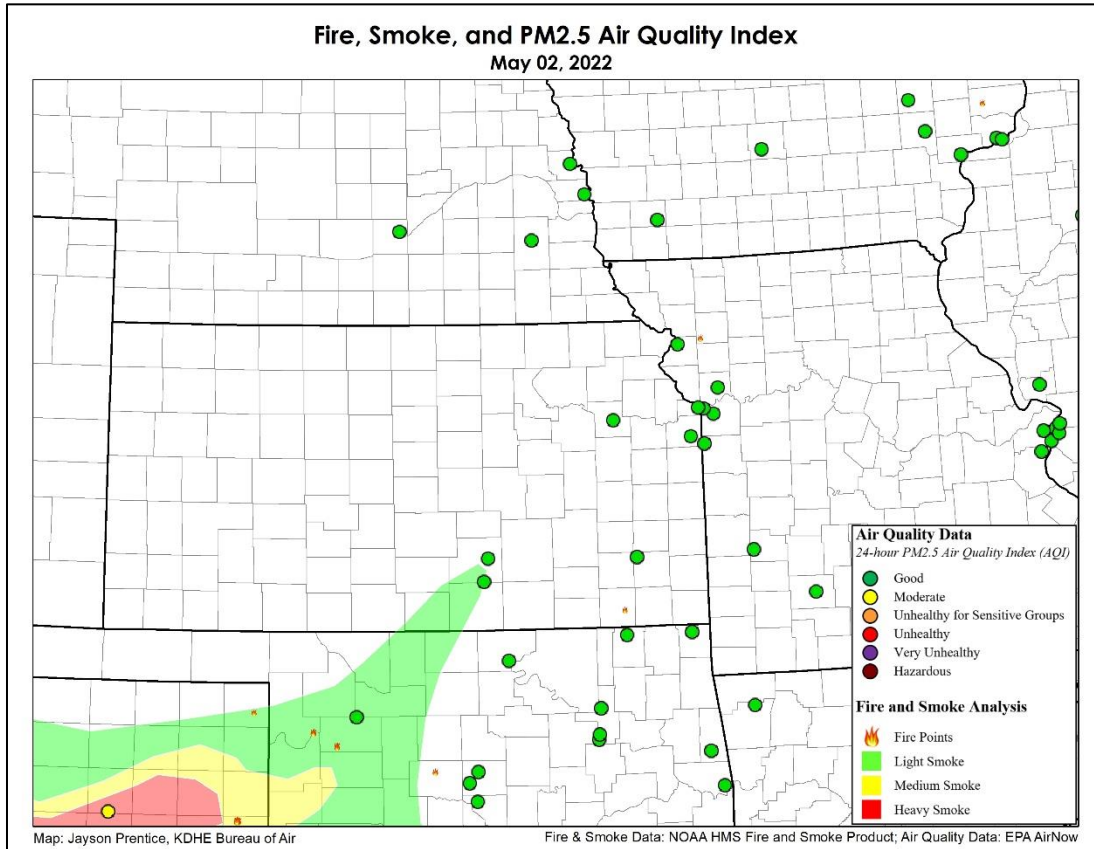 Fire, Smoke, and PM2.5 Air Quality Index
May 02, 2022
Air Quality Data
24-hour PM2.5 Air Quality Index (AQI)
Good
Moderate
Unhealthy for Sensitive Groups
Unhealthy
Very Unhealthy
Hazardous
Fire and Smoke Analysis
Fire Points
Light Smoke
Medium Smoke
Heavy Smoke
Map: Jayson Prentice, KDHE Bureau of Air
Fire & Smoke Data: NOAA HMS Fire and Smoke Product; Air Quality Data: EPA AirNow